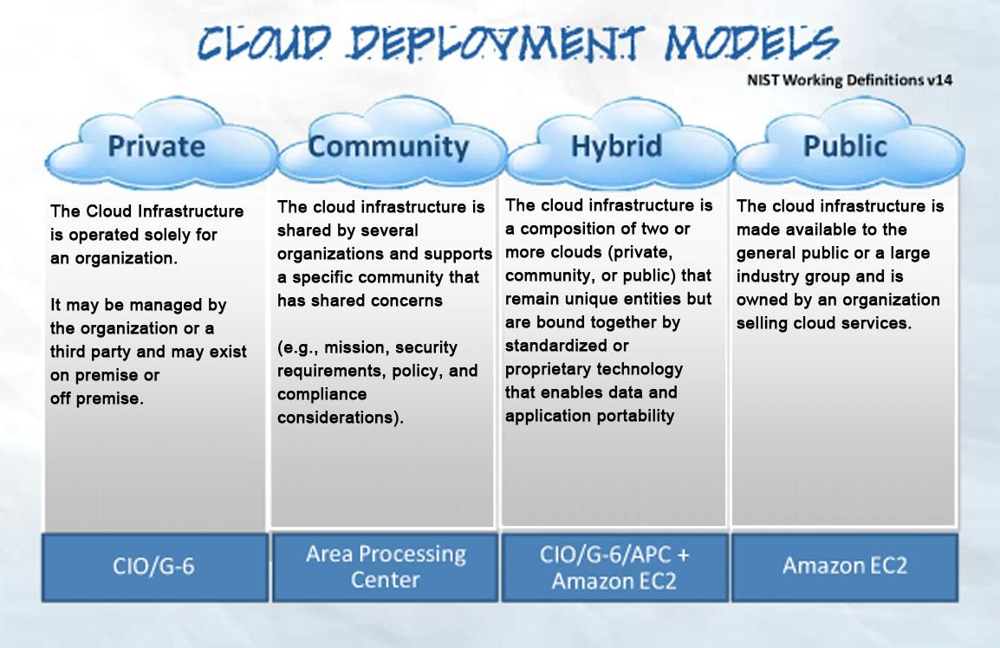 CLOUD DEPLOYMENT MODELS
NIST Working Definitions v14
Private
The Cloud Infrastructure
is operated solely for
an organization.
It may be managed by
the organization or a
third party and may exist
on premise or
off premise.
CIO/G-6
Community
The cloud infrastructure is
shared by several
organizations and supports
a specific community that
has shared concerns
(e.g., mission, security
requirements, policy, and
compliance
considerations).
Area Processing
Center
Hybrid
The cloud infrastructure is
a composition of two or
more clouds (private,
community, or public) that
remain unique entities but
are bound together by
standardized or
proprietary technology
that enables data and
application portability
CIO/G-6/APC +
Amazon EC2
Public
The cloud infrastructure is
made available to the
general public or a large
industry group and is
owned by an organization
selling cloud services.
Amazon EC2